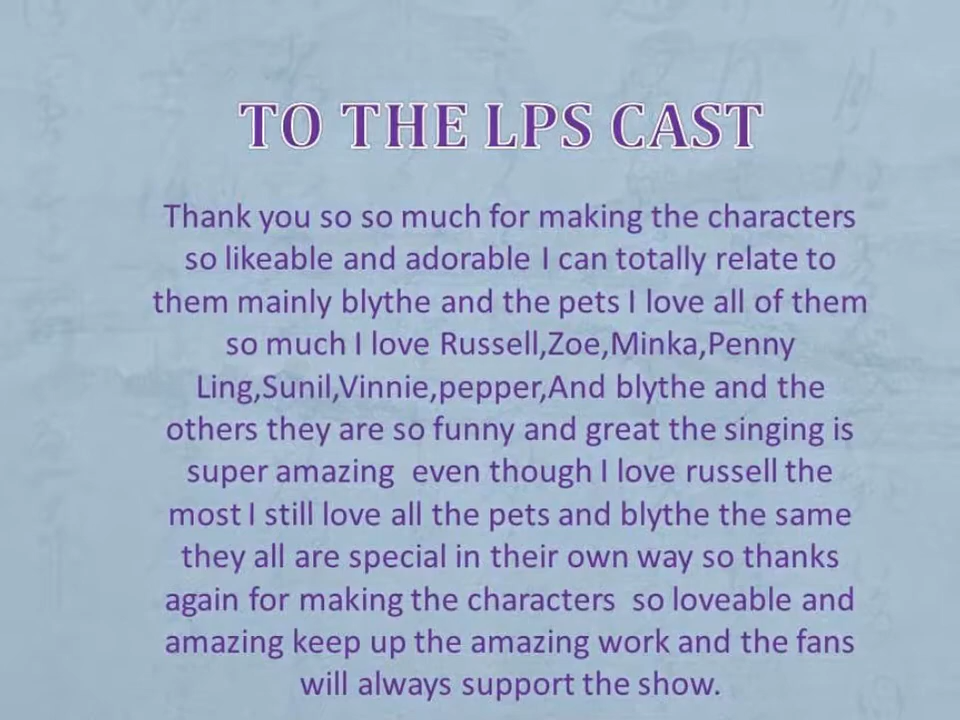 TO THE LPS CAST
Thank you so so much for making the characters
so likeable and adorable I can totally relate to
them mainly blythe and the pets I love all of them
so much I love Russell,Zoe,Minka,Penny
Ling,Sunil,Vinnie,pepper,And blythe and the
others they are so funny and great the singing is
super amazing  even though I love russell the
most I still love all the pets and blythe the same
they all are special in their own way so thanks
again for making the characters  so loveable and
amazing keep up the amazing work and the fans
will always support the show.